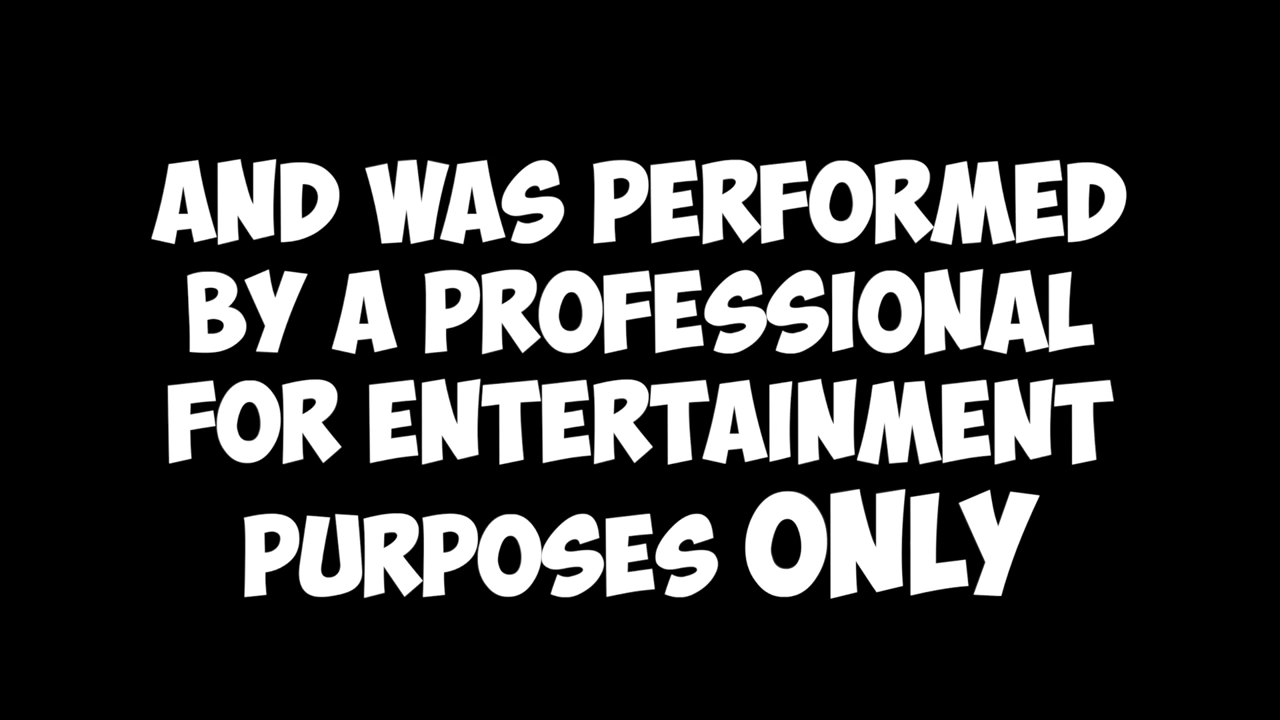 AND WAS PERFORMED
BY A PROFESSIONAL
FOR ENTERTAINMENT
PURPOSES ONLY